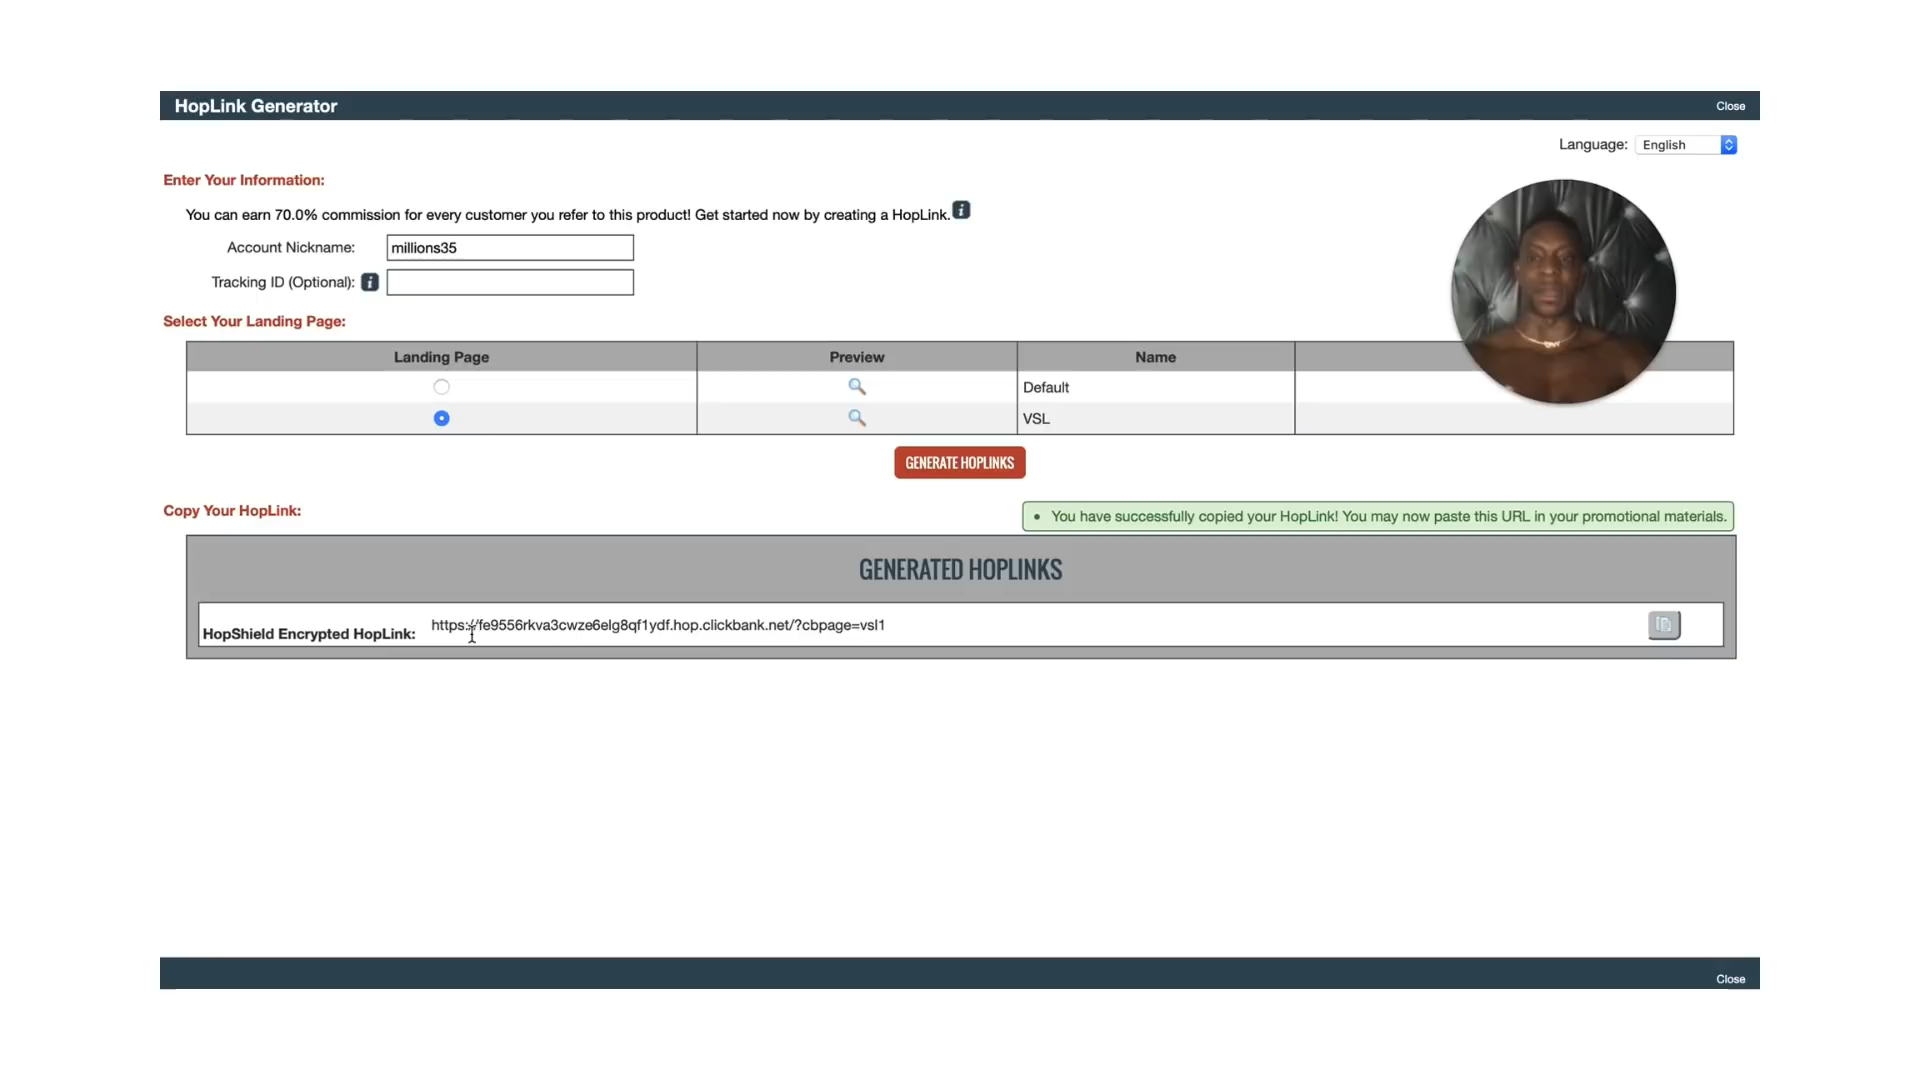 HopLink Generator
Close
Language: English
Enter Your Information:
You can earn 70.0% commission for every customer you refer to this product! Get started now by creating a HopLink.
Account Nickname: millions35
Tracking ID (Optional):
Select Your Landing Page:
Landing Page Preview Name
Default
VSL
GENERATE HOPLINKS
Copy Your HopLink:
• You have successfully copied your HopLink! You may now paste this URL in your promotional materials.
GENERATED HOPLINKS
HopShield Encrypted HopLink: https://fe9556rkva3cwze6elg8qf1ydf.hop.clickbank.net/?cbpage=vsl1
Close